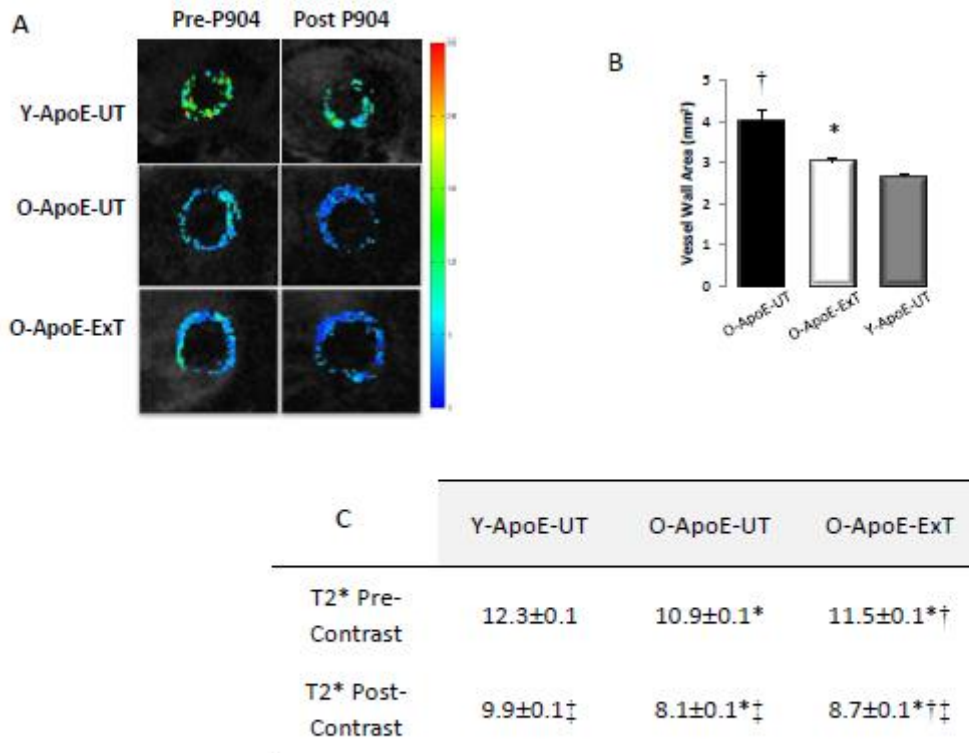 A
Pre-P904 Post P904
Y-ApoE-UT
O-ApoE-UT
O-ApoE-ExT
B
Vessel Wall Area (mm²)
5
4
3
2
1
0
†
*
O-ApoE-UT
O-ApoE-ExT
Y-ApoE-UT
C Y-ApoE-UT O-ApoE-UT O-ApoE-ExT
T2* Pre-
Contrast
12.3±0.1 10.9±0.1* 11.5±0.1*†
T2* Post-
Contrast
9.9±0.1‡ 8.1±0.1*‡ 8.7±0.1*†‡